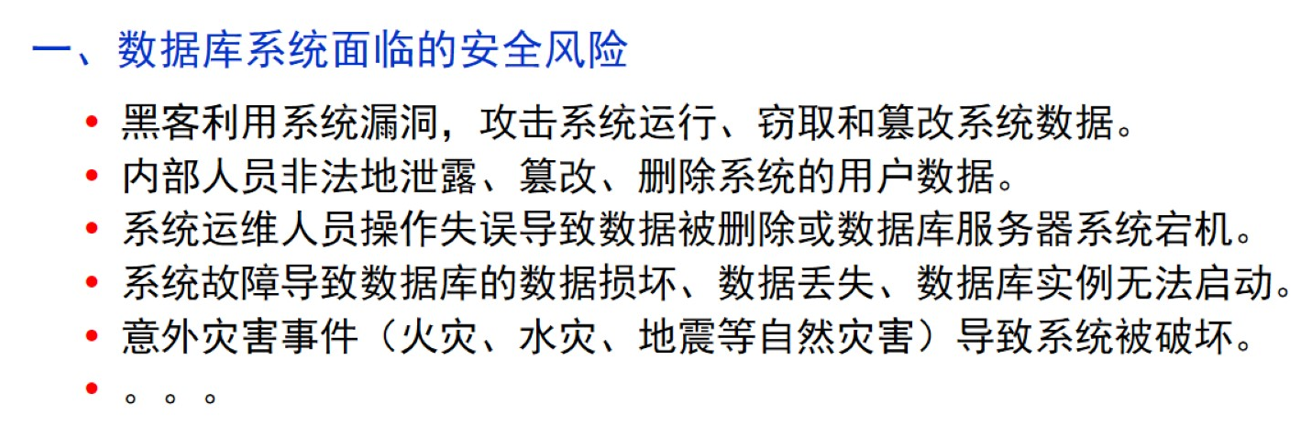 一、数据库系统面临的安全风险
• 黑客利用系统漏洞，攻击系统运行、窃取和篡改系统数据。
• 内部人员非法地泄露、篡改、删除系统的用户数据。
• 系统运维人员操作失误导致数据被删除或数据库服务器系统宕机。
• 系统故障导致数据库的数据损坏、数据丢失、数据库实例无法启动。
• 意外灾害事件（火灾、水灾、地震等自然灾害）导致系统被破坏。
• 。。。